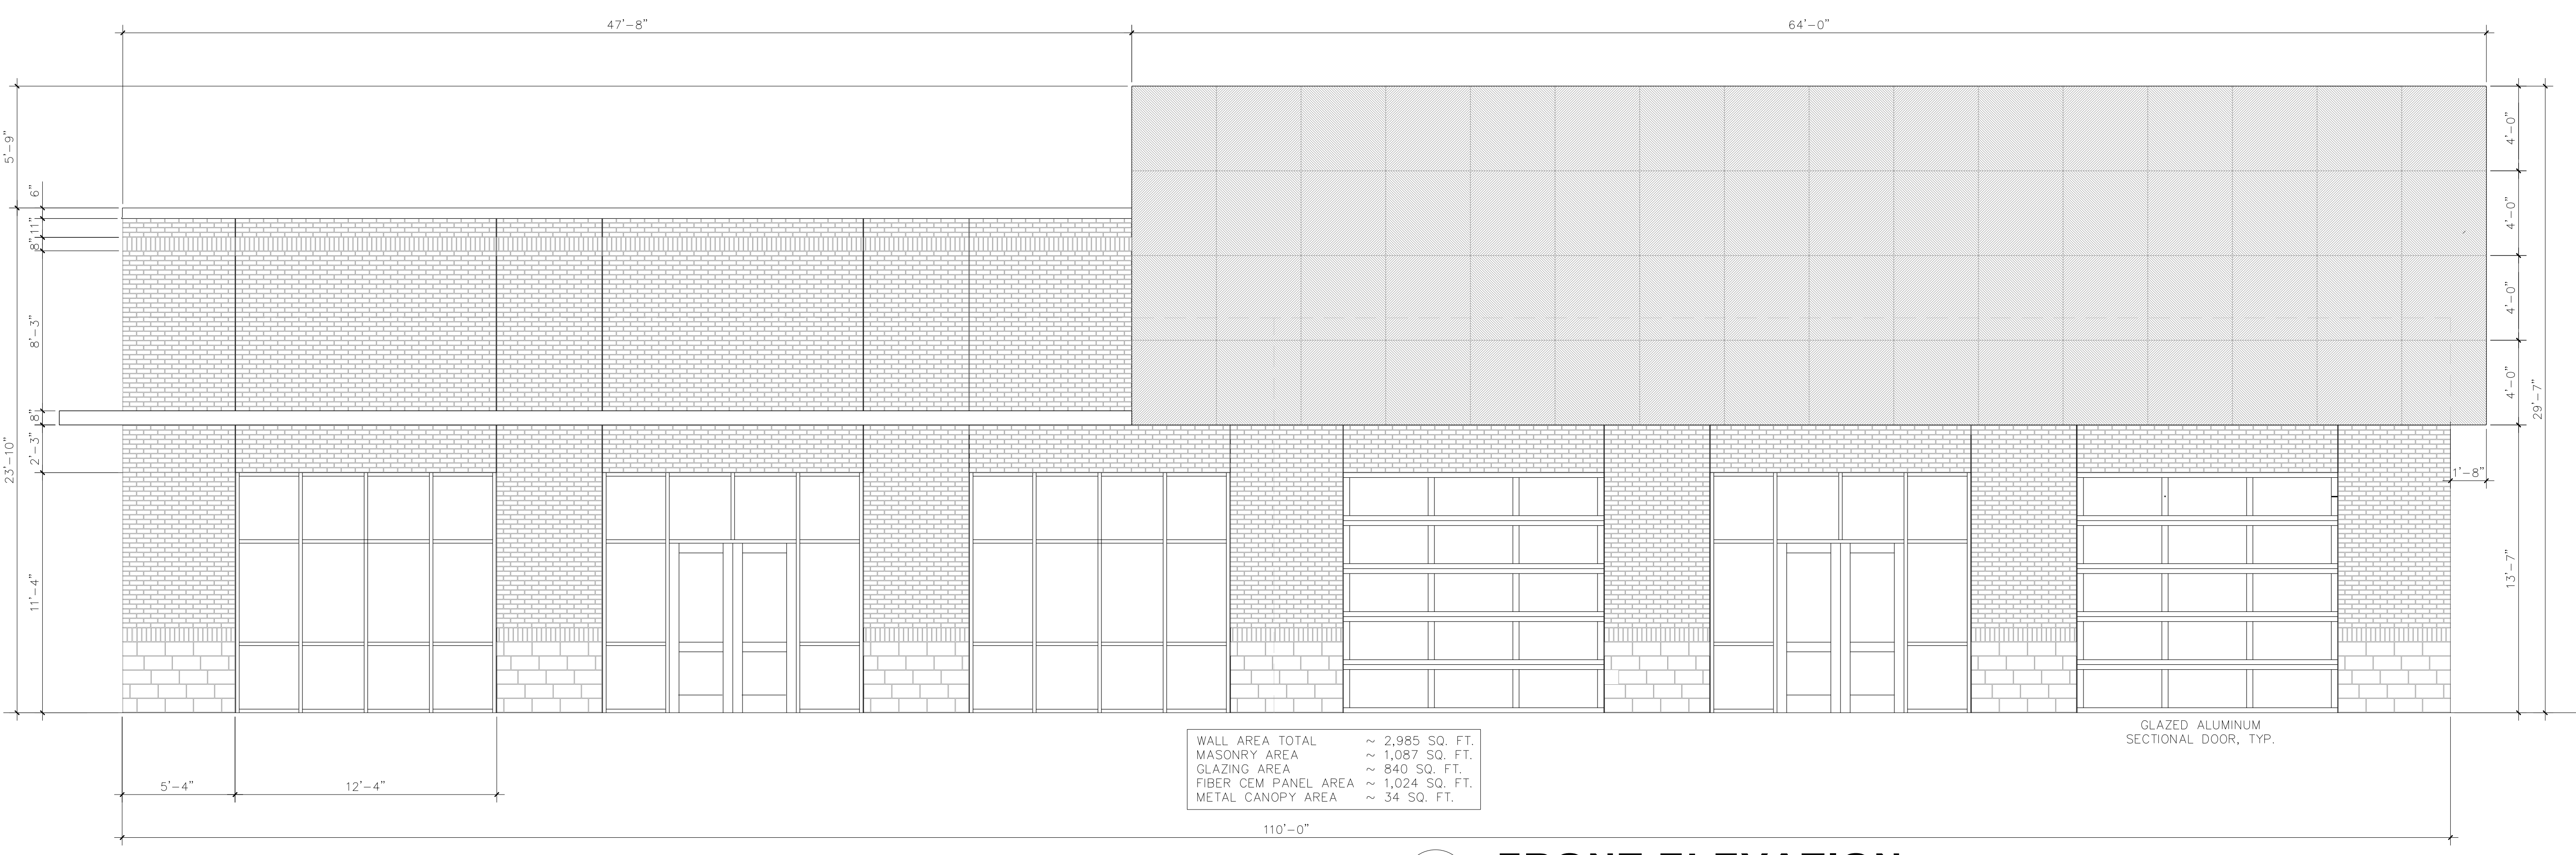 47'-8"
64'-0"
5'-9"
6"
11"
8"
8'-3"
8"
2'-3"
23'-10"
11'-4"
4'-0"
4'-0"
4'-0"
4'-0"
29'-7"
1'-8"
13'-7"
GLAZED ALUMINUM
SECTIONAL DOOR, TYP.
WALL AREA TOTAL ~ 2,985 SQ. FT.
MASONRY AREA ~ 1,087 SQ. FT.
GLAZING AREA ~ 840 SQ. FT.
FIBER CEM PANEL AREA ~ 1,024 SQ. FT.
METAL CANOPY AREA ~ 34 SQ. FT.
5'-4"
12'-4"
110'-0"
FRONT ELEVATION